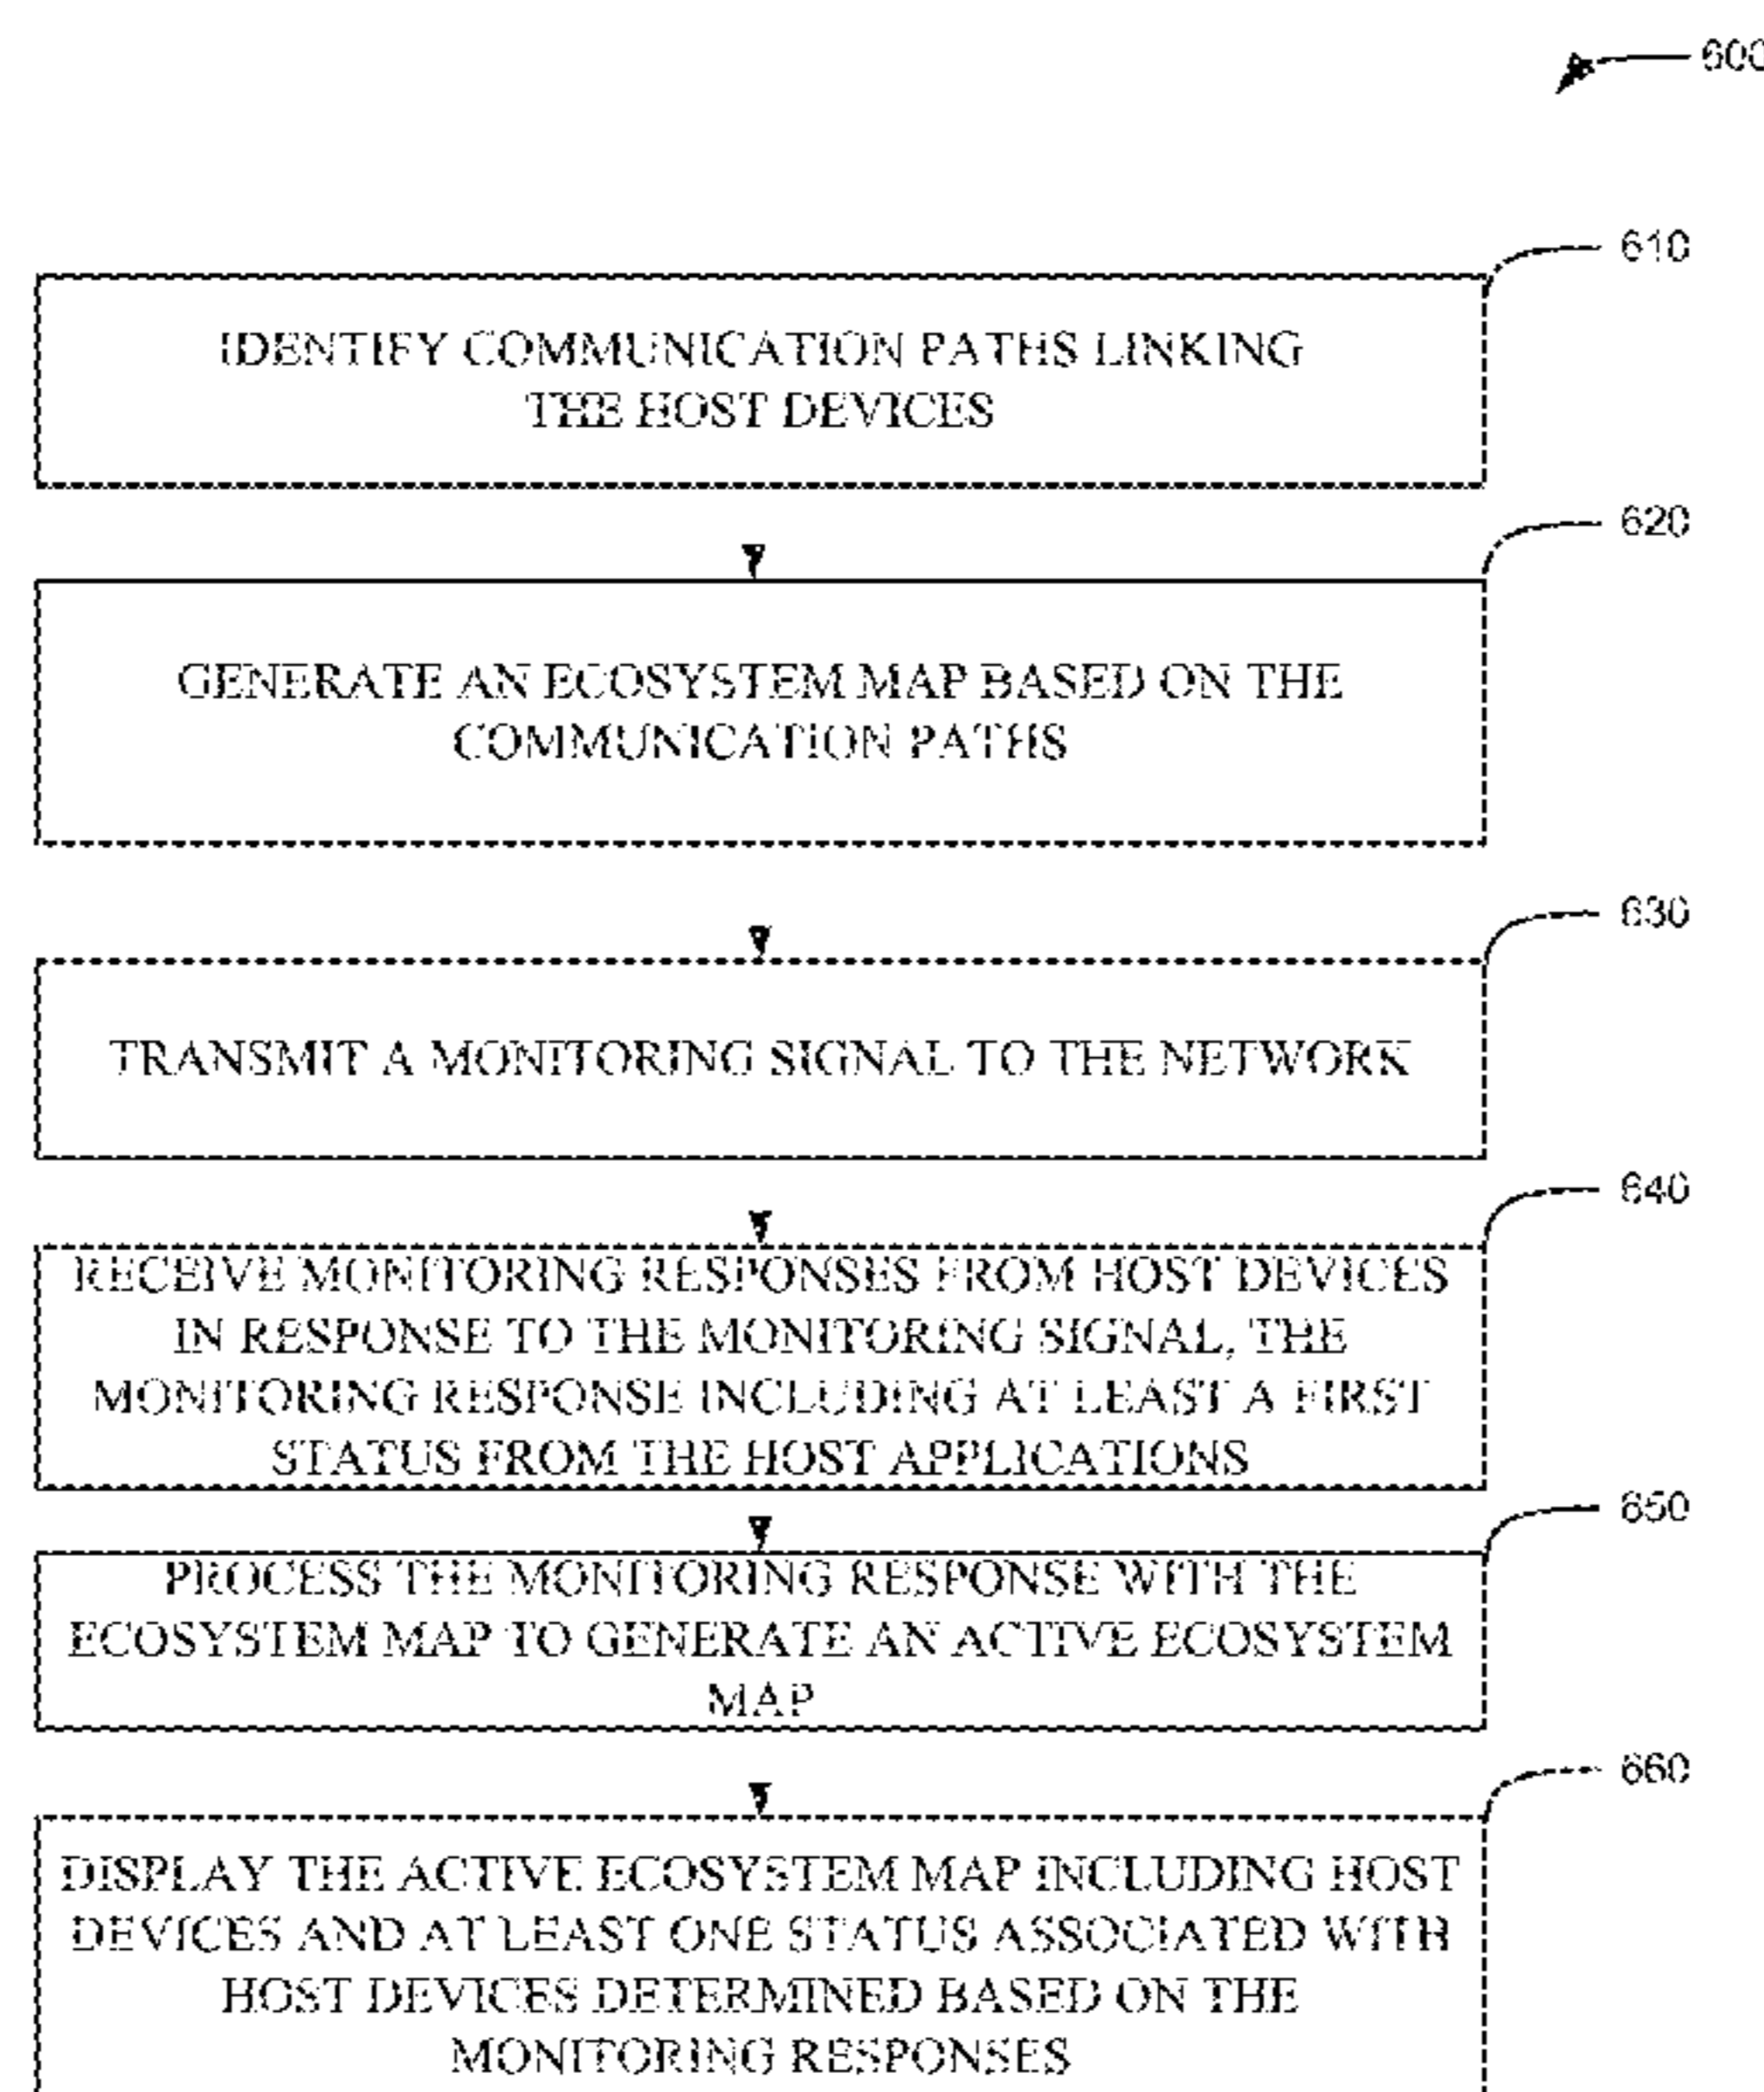 600
610
IDENTIFY COMMUNICATION PATHS LINKING
THE HOST DEVICES
620
GENERATE AN ECOSYSTEM MAP BASED ON THE
COMMUNICATION PATHS
630
TRANSMIT A MONITORING SIGNAL TO THE NETWORK
640
RECEIVE MONITORING RESPONSES FROM HOST DEVICES
IN RESPONSE TO THE MONITORING SIGNAL, THE
MONITORING RESPONSE INCLUDING AT LEAST A FIRST
STATUS FROM THE HOST APPLICATIONS
650
PROCESS THE MONITORING RESPONSE WITH THE
ECOSYSTEM MAP TO GENERATE AN ACTIVE ECOSYSTEM
MAP
660
DISPLAY THE ACTIVE ECOSYSTEM MAP INCLUDING HOST
DEVICES AND AT LEAST ONE STATUS ASSOCIATED WITH
HOST DEVICES DETERMINED BASED ON THE
MONITORING RESPONSES